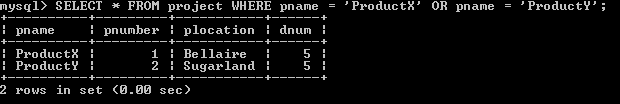 mysql> SELECT * FROM project WHERE pname = 'ProductX' OR pname = 'ProductY';
+----------+---------+-----------+------+
| pname    | pnumber | plocation | dnum |
+----------+---------+-----------+------+
| ProductX |       1 | Bellaire  |    5 |
| ProductY |       2 | Sugarland |    5 |
+----------+---------+-----------+------+
2 rows in set (0.00 sec)